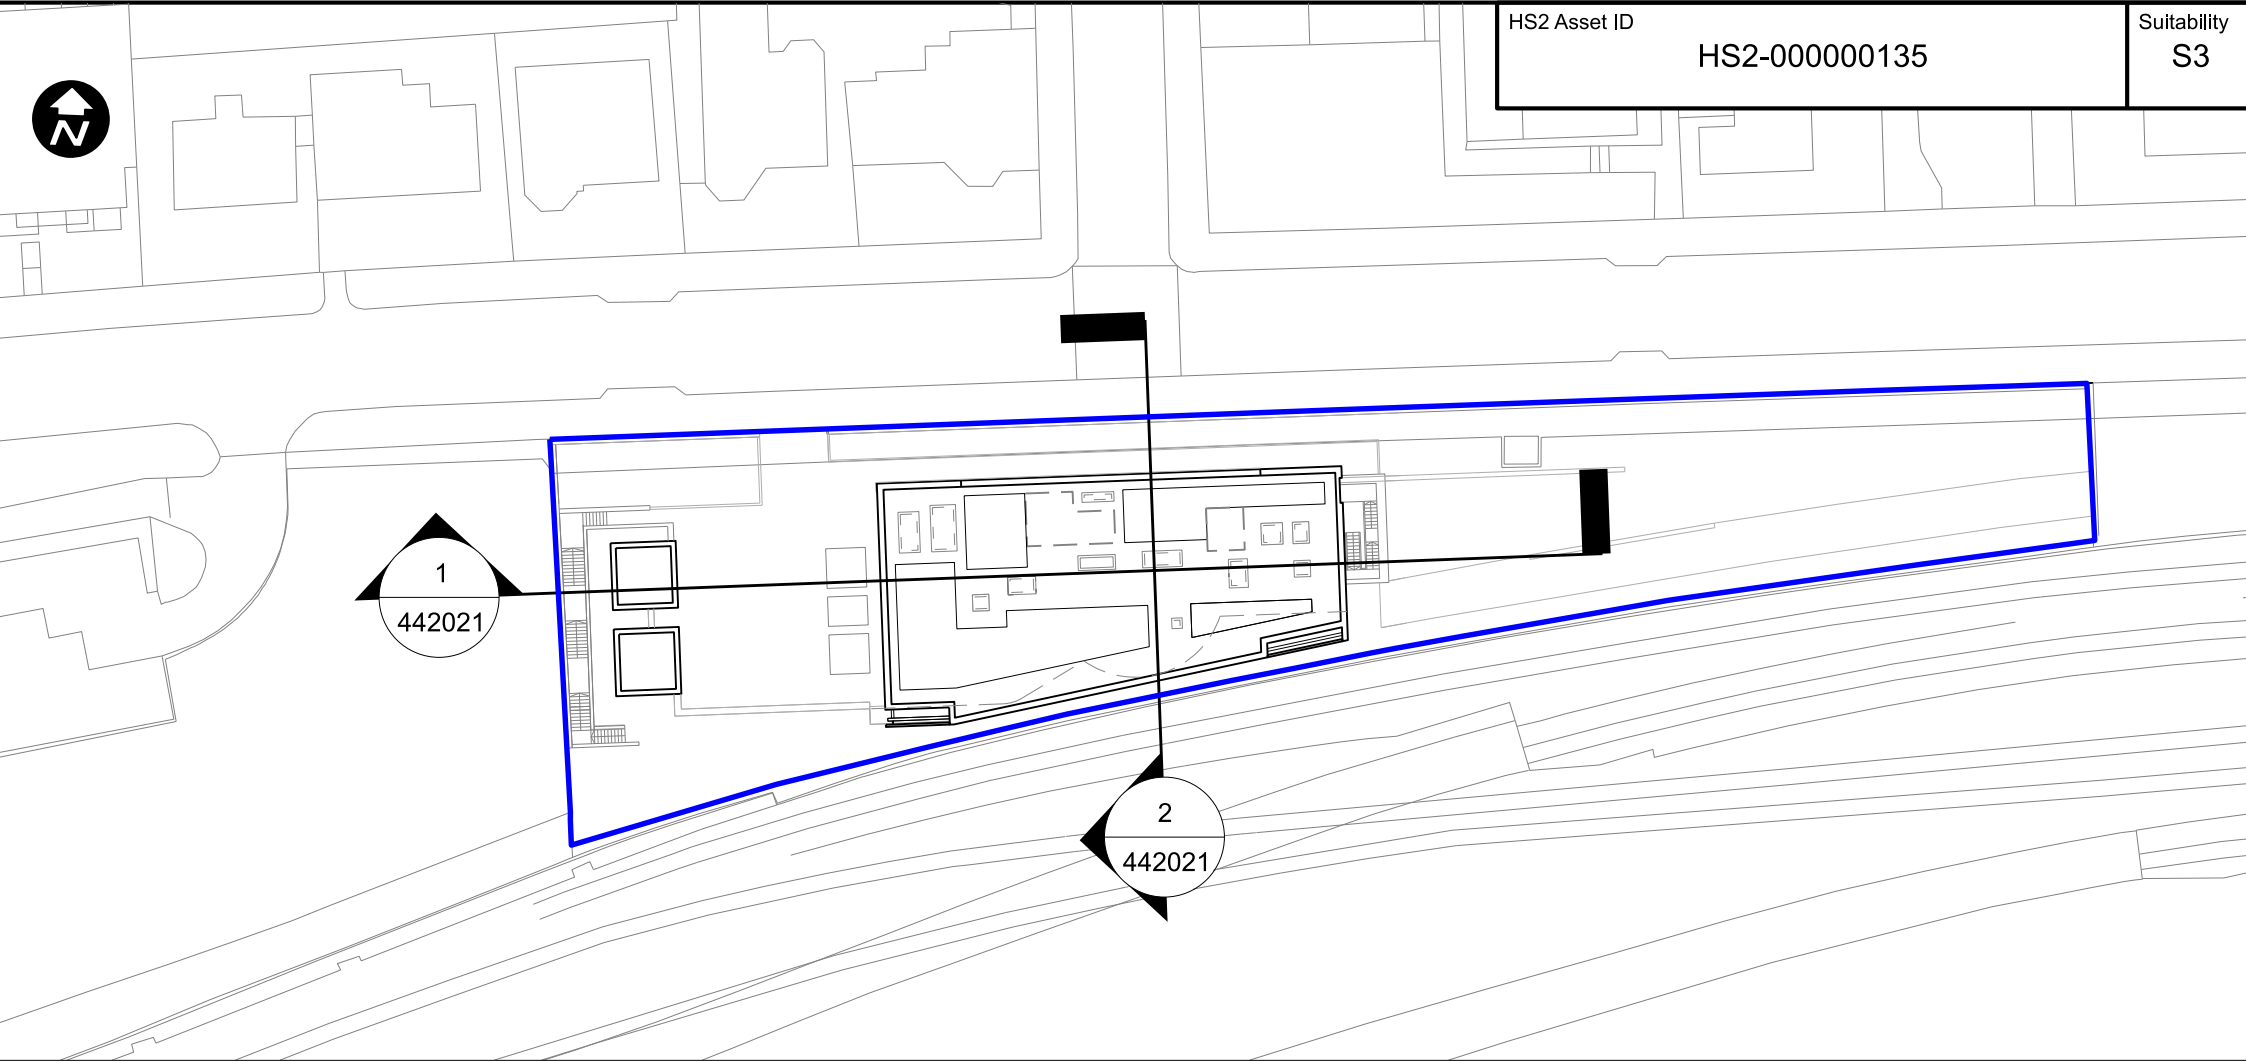 HS2 Asset ID
HS2-000000135
Suitability
S3
N
1
442021
2
442021